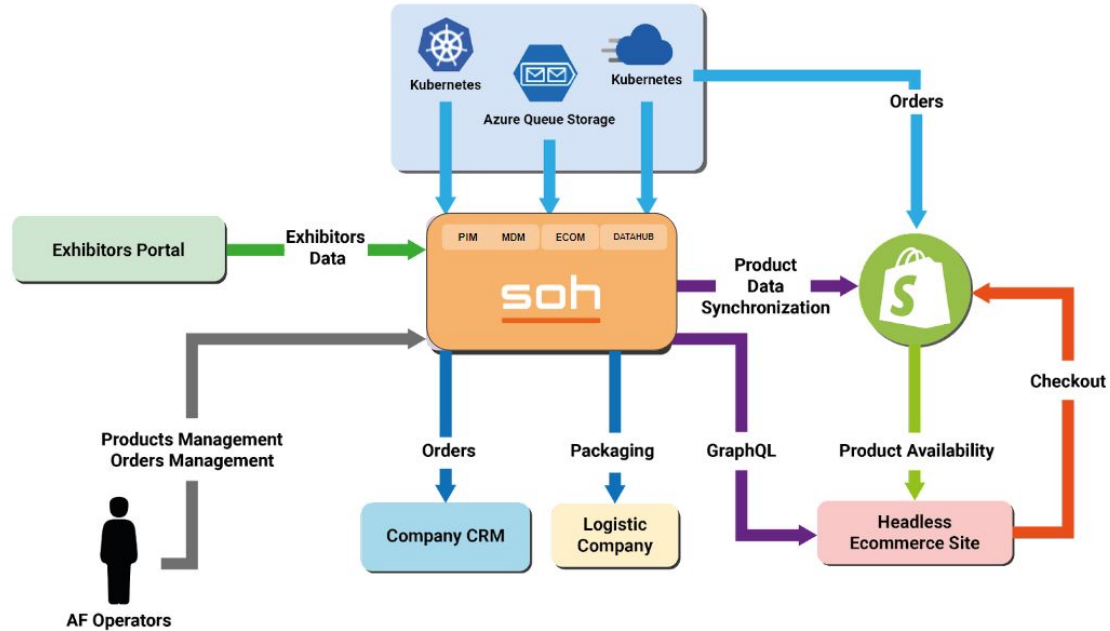 Kubernetes
Azure Queue Storage
Kubernetes
Orders
Exhibitors Portal
Exhibitors
Data
PIM MDM ECOM DATAHUB
soh
Product
Data
Synchronization
S
Checkout
Products Management
Orders Management
Orders
Packaging
GraphQL
Product Availability
Company CRM
Logistic
Company
Headless
Ecommerce Site
AF Operators